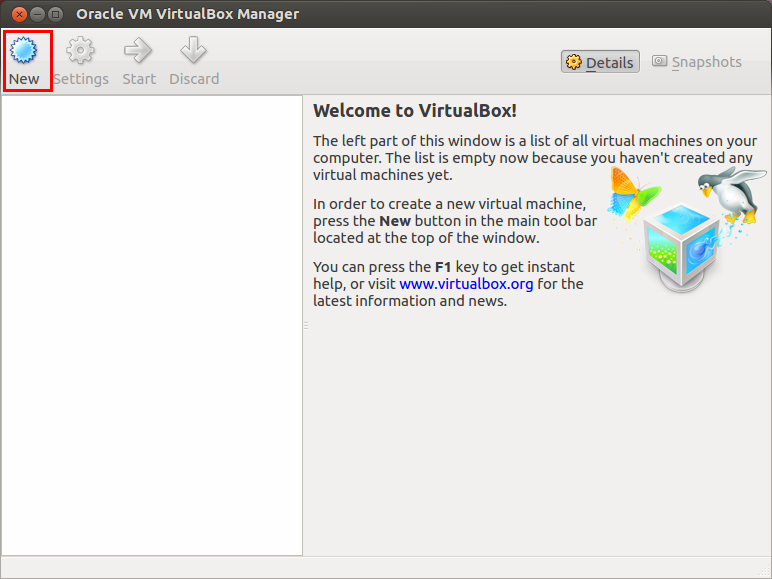 Oracle VM VirtualBox Manager
New Settings Start Discard Details Snapshots
Welcome to VirtualBox!
The left part of this window is a list of all virtual machines on your
computer. The list is empty now because you haven't created any
virtual machines yet.
In order to create a new virtual machine,
press the New button in the main tool bar
located at the top of the window.
You can press the F1 key to get instant
help, or visit www.virtualbox.org for the
latest information and news.